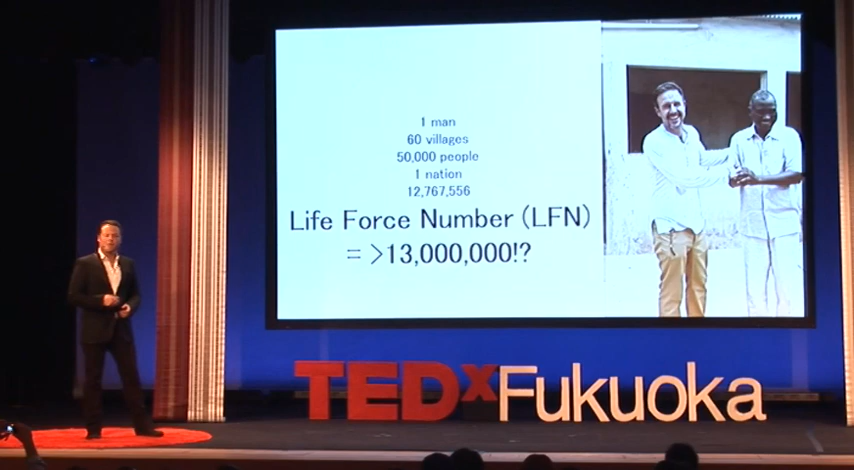 1 man
60 villages
50,000 people
1 nation
12,767,556
Life Force Number (LFN)
= >13,000,000!?
TEDxFukuoka